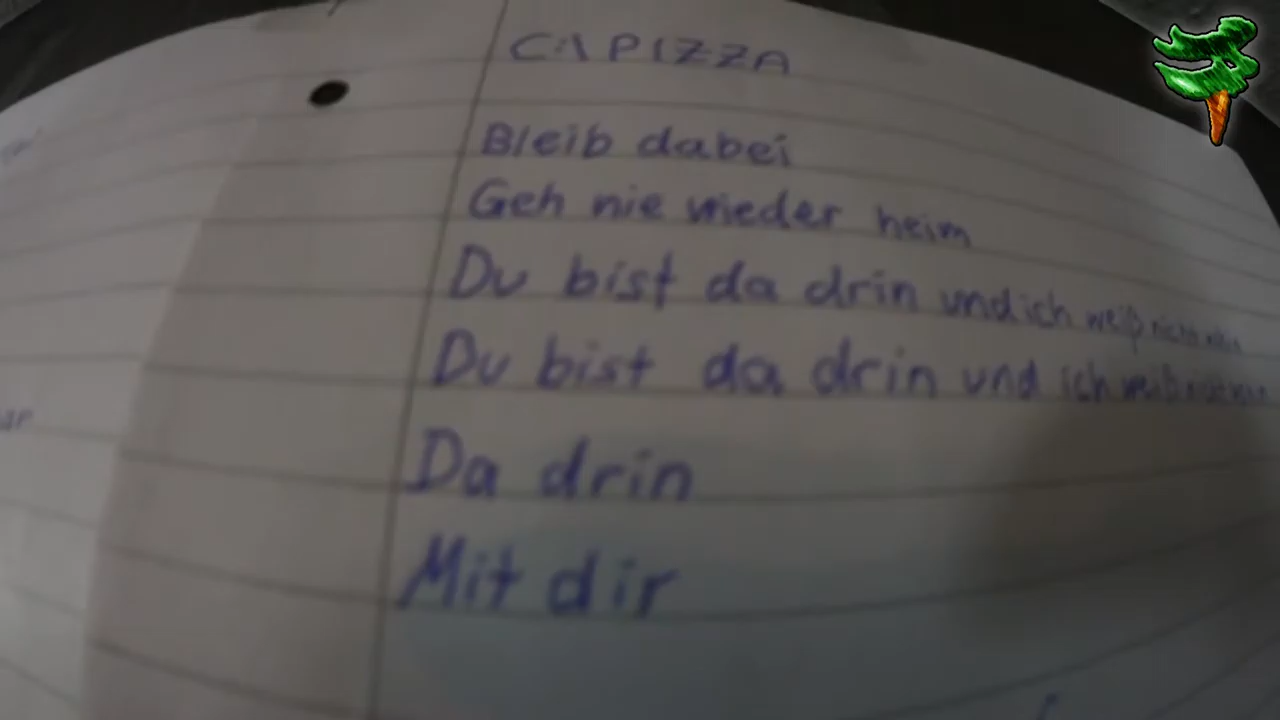 C:\PIZZA
Bleib dabei
Geh nie wieder heim
Du bist da drin und ich weiß
Du bist da drin und ich
Da drin
Mit dir